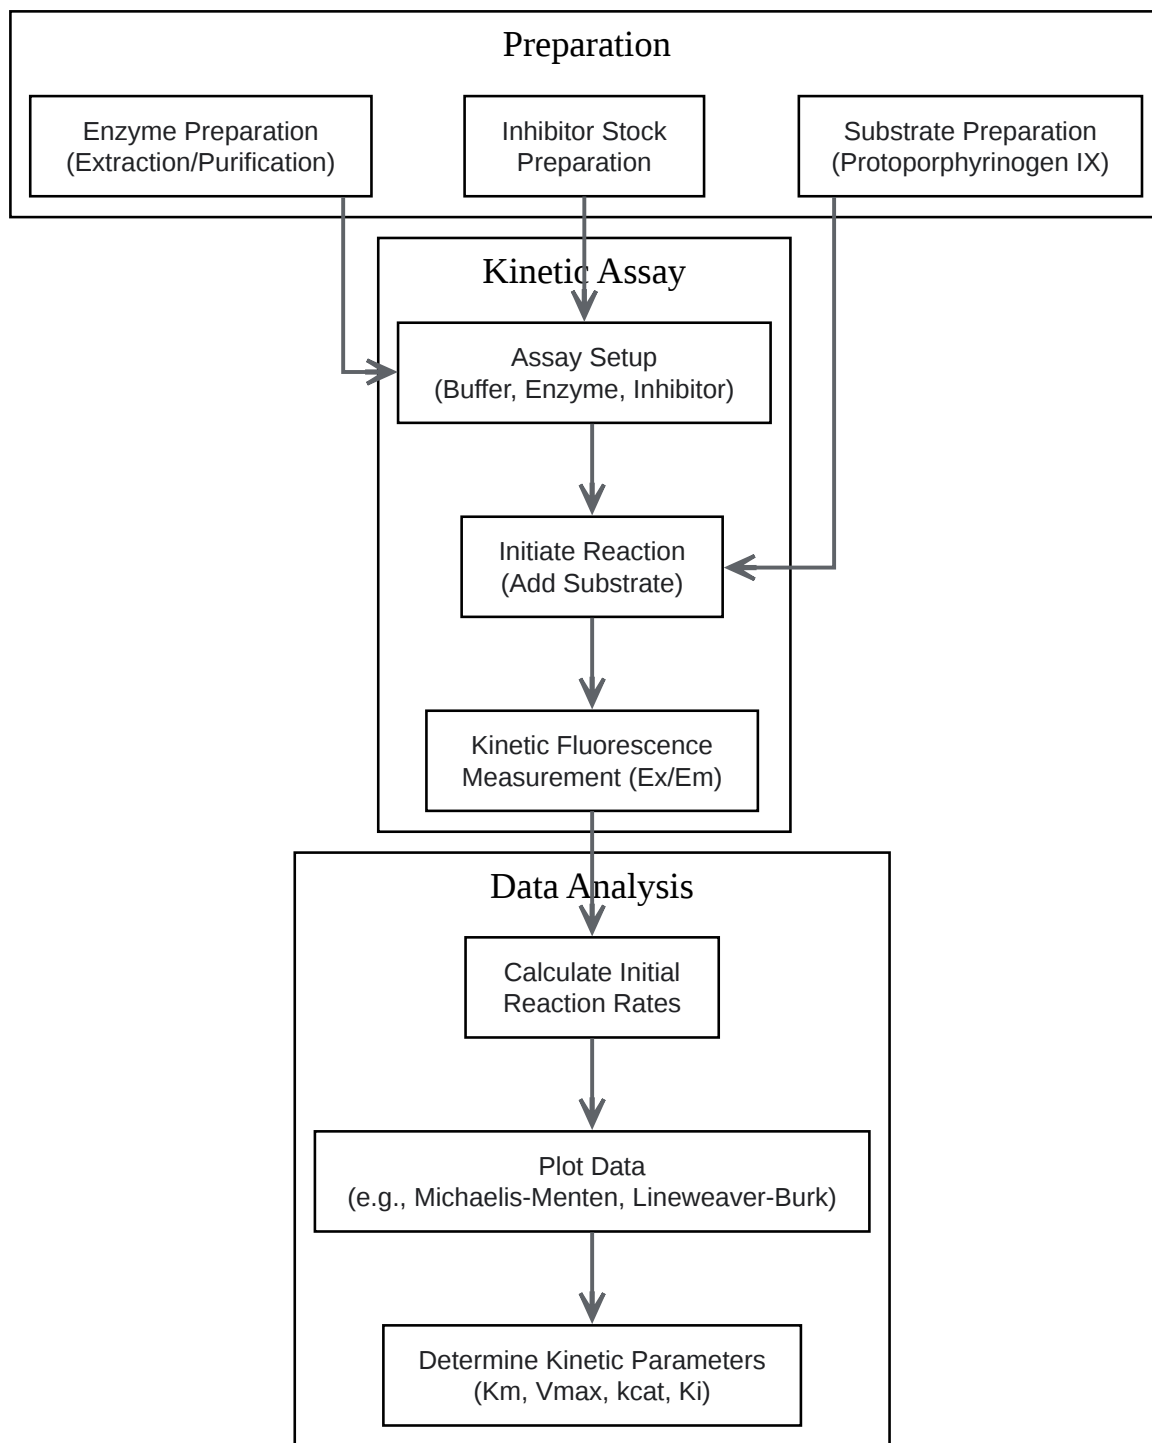 Preparation
Enzyme Preparation
(Extraction/Purification)
Inhibitor Stock
Preparation
Substrate Preparation
(Protoporphyrinogen IX)
Kinetic Assay
Assay Setup
(Buffer, Enzyme, Inhibitor)
Initiate Reaction
(Add Substrate)
Kinetic Fluorescence
Measurement (Ex/Em)
Data Analysis
Calculate Initial
Reaction Rates
Plot Data
(e.g., Michaelis-Menten, Lineweaver-Burk)
Determine Kinetic Parameters
(Km, Vmax, kcat, Ki)